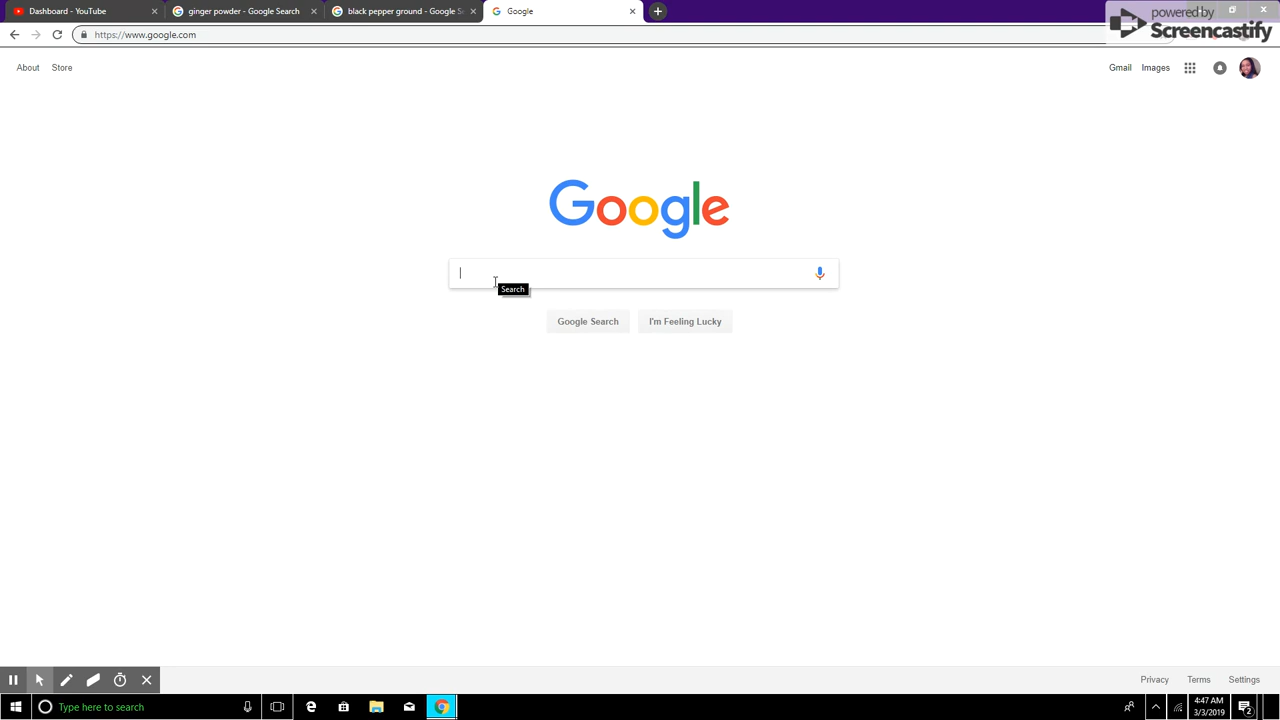 Dashboard - YouTube
ginger powder - Google Search
black pepper ground - Google S
Google
powered by
Screencastify
https://www.google.com
About
Store
Gmail
Images
Google
Search
Google Search
I'm Feeling Lucky
Privacy
Terms
Settings
Type here to search
4:47 AM
3/3/2019
2